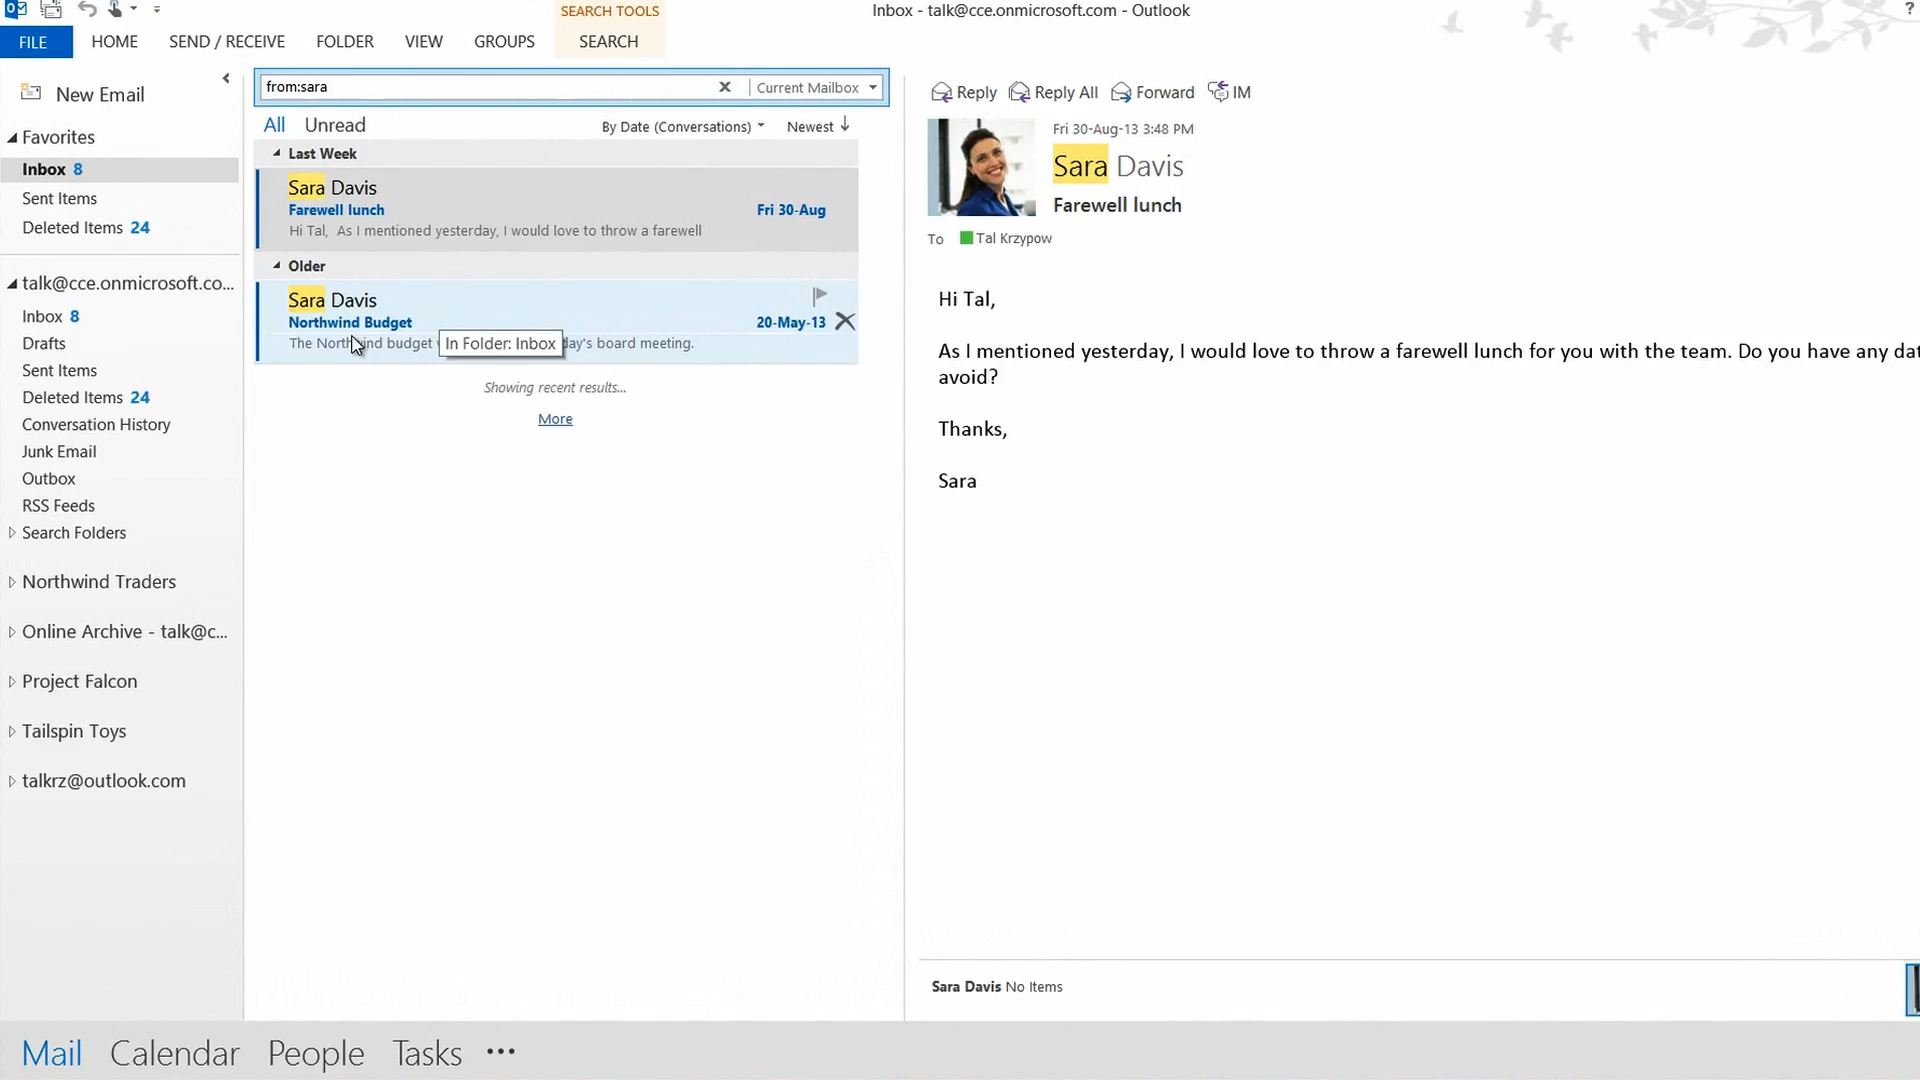 SEARCH TOOLS
Inbox - talk@cce.onmicrosoft.com - Outlook
?
FILE
HOME
SEND / RECEIVE
FOLDER
VIEW
GROUPS
SEARCH
New Email
Favorites
Inbox 8
Sent Items
Deleted Items 24
talk@cce.onmicrosoft.co...
Inbox 8
Drafts
Sent Items
Deleted Items 24
Conversation History
Junk Email
Outbox
RSS Feeds
Search Folders
Northwind Traders
Online Archive - talk@c...
Project Falcon
Tailspin Toys
talkrz@outlook.com
from:sara
Current Mailbox
All Unread
By Date (Conversations) Newest
Last Week
Sara Davis
Farewell lunch Fri 30-Aug
Hi Tal, As I mentioned yesterday, I would love to throw a farewell
Older
Sara Davis
Northwind Budget 20-May-13
The Northwind budget day's board meeting.
In Folder: Inbox
Showing recent results...
More
Reply Reply All Forward IM
Fri 30-Aug-13 3:48 PM
Sara Davis
Farewell lunch
To Tal Krzypow
Hi Tal,
As I mentioned yesterday, I would love to throw a farewell lunch for you with the team. Do you have any
avoid?
Thanks,
Sara
Sara Davis No Items
Mail Calendar People Tasks ...